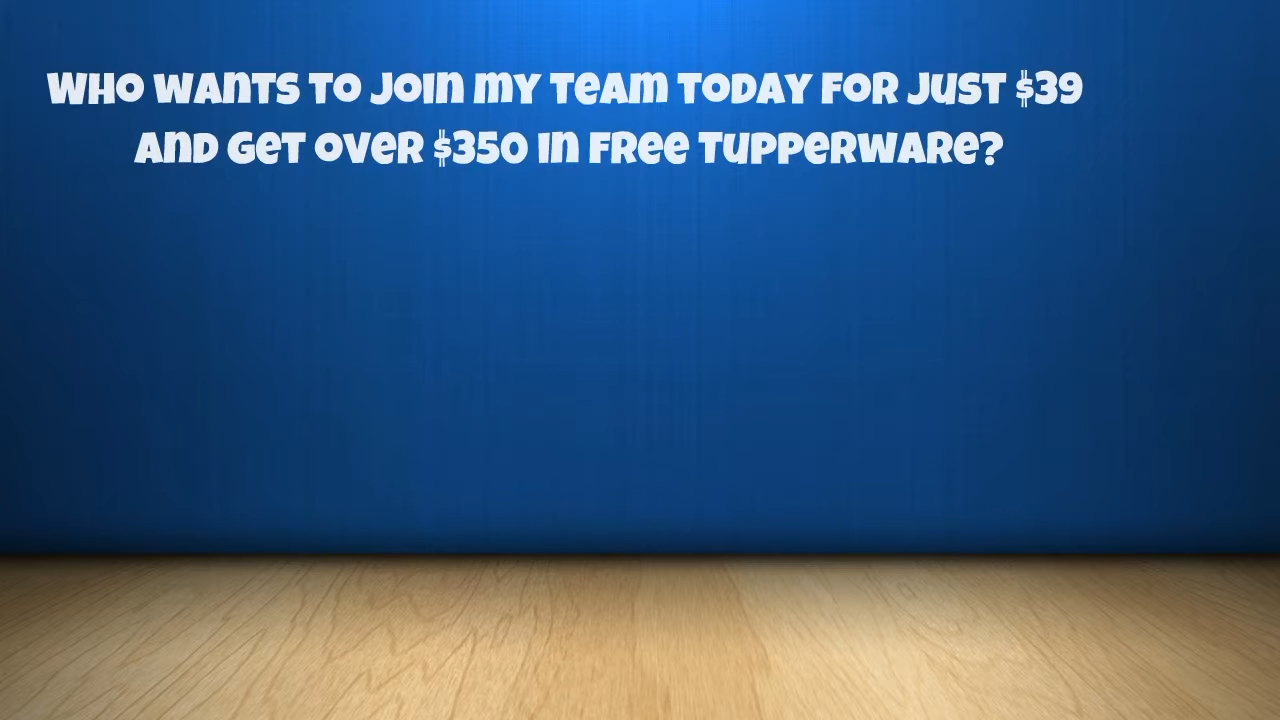 WHO WANTS TO JOIN MY TEAM TODAY FOR JUST $39
AND GET OVER $350 IN FREE TUPPERWARE?